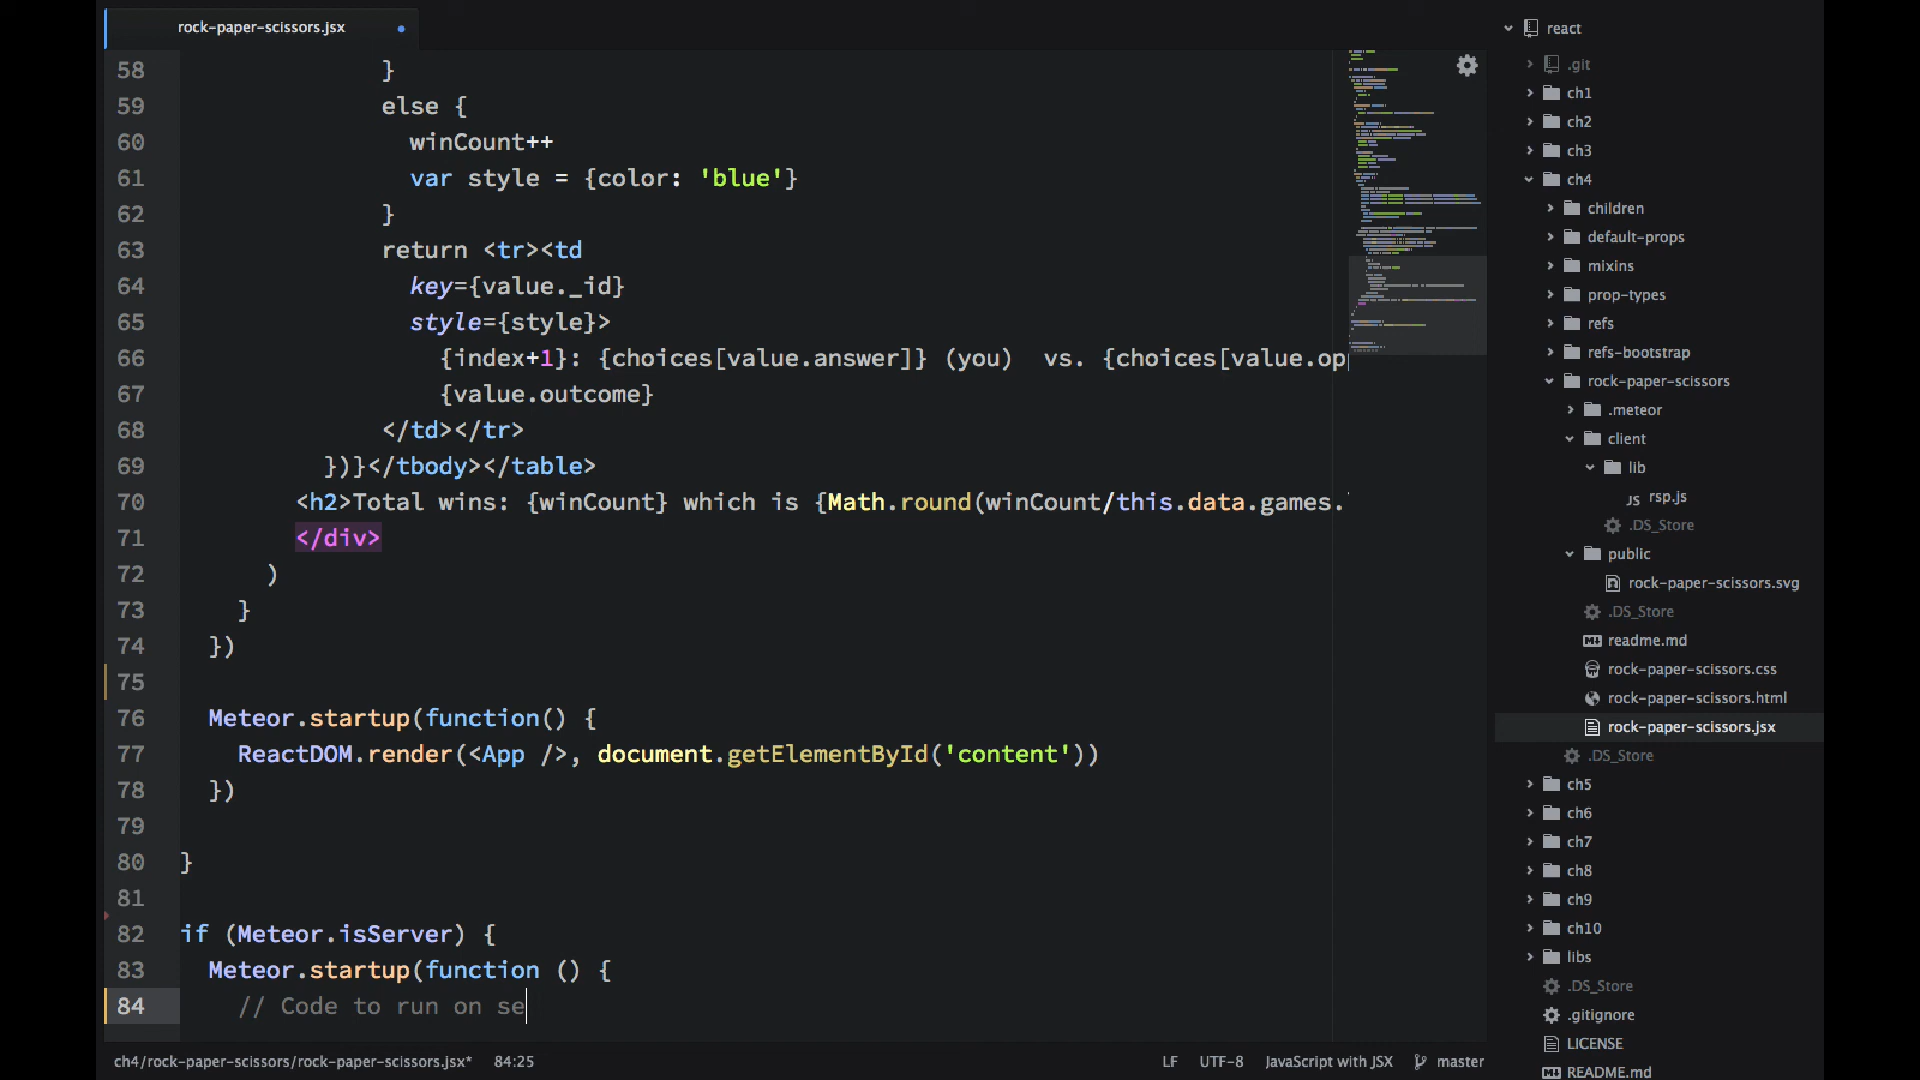 rock-paper-scissors.jsx
58 }
59 else {
60 winCount++
61 var style = {color: 'blue'}
62 }
63 return <tr><td
64 key={value._id}
65 style={style}>
66 {index+1}: {choices[value.answer]} (you)  vs. {choices[value.op
67 {value.outcome}
68 </td></tr>
69 })}</tbody></table>
70 <h2>Total wins: {winCount} which is {Math.round(winCount/this.data.games.
71 </div>
72 )
73 }
74 })
75
76 Meteor.startup(function() {
77 ReactDOM.render(<App />, document.getElementById('content'))
78 })
79
80 }
81
82 if (Meteor.isServer) {
83 Meteor.startup(function () {
84 // Code to run on se
ch4/rock-paper-scissors/rock-paper-scissors.jsx* 84:25 LF UTF-8 JavaScript with JSX master
react
.git
ch1
ch2
ch3
ch4
children
default-props
mixins
prop-types
refs
refs-bootstrap
rock-paper-scissors
.meteor
client
lib
JS rsp.js
.DS_Store
public
rock-paper-scissors.svg
.DS_Store
readme.md
rock-paper-scissors.css
rock-paper-scissors.html
rock-paper-scissors.jsx
.DS_Store
ch5
ch6
ch7
ch8
ch9
ch10
libs
.DS_Store
.gitignore
LICENSE
README.md